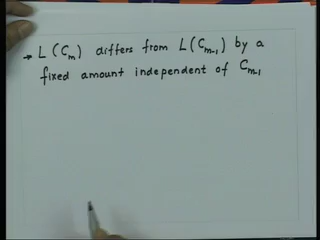 → L (Cm) differs from L (Cm-1) by a
fixed amount independent of Cm-1